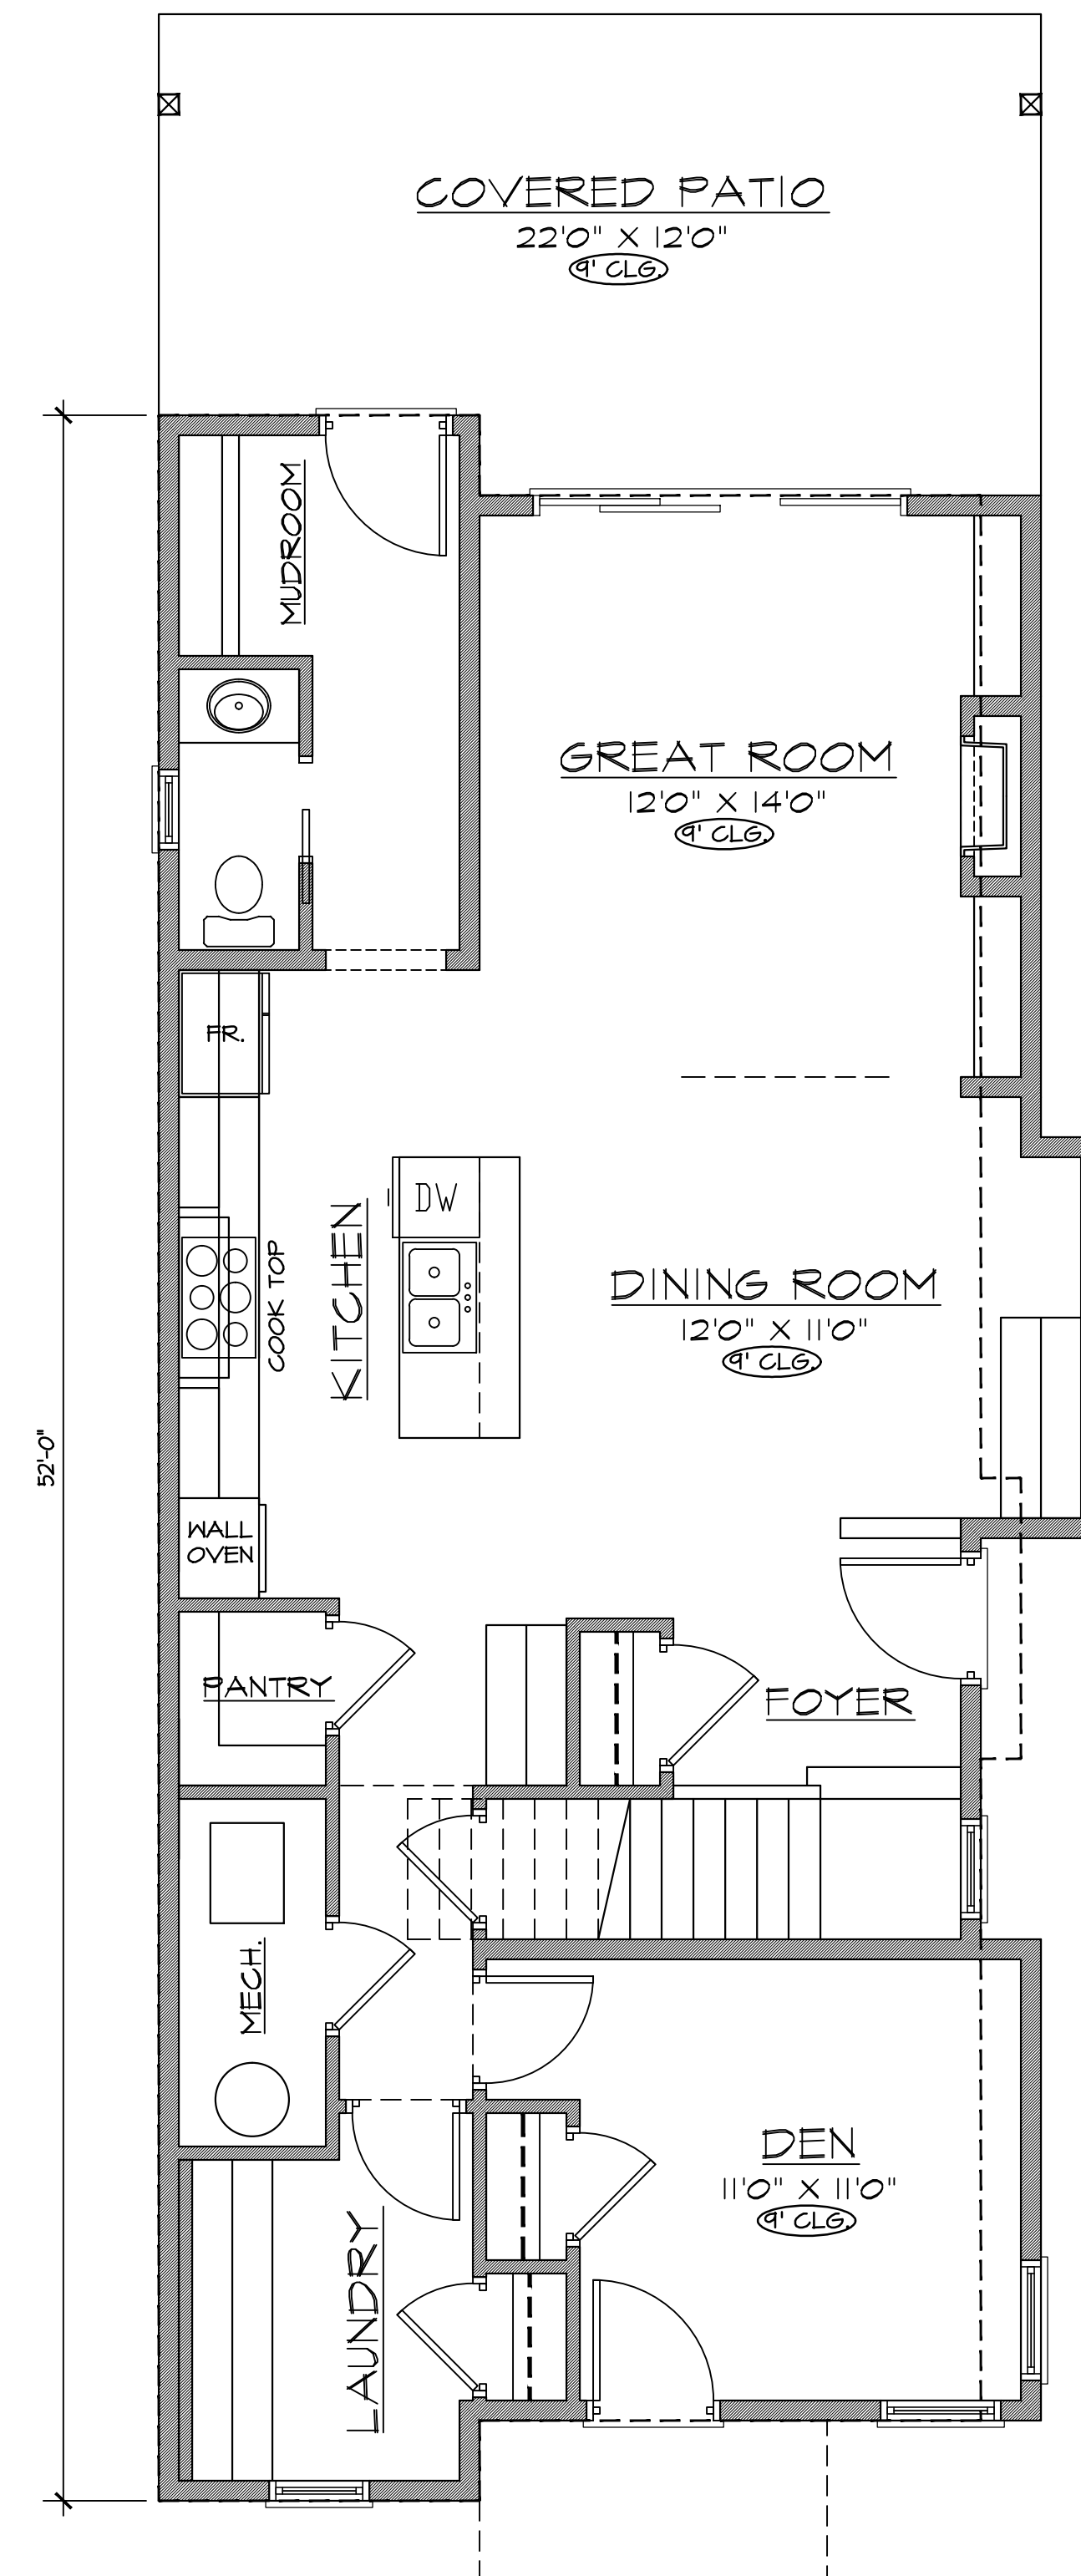 COVERED PATIO
22'0" X 12'0"
9' CLG.
MUDROOM
GREAT ROOM
12'0" X 14'0"
9' CLG.
FR.
DW
KITCHEN
COOK TOP
DINING ROOM
12'0" X 11'0"
9' CLG.
52'-0"
WALL
OVEN
PANTRY
FOYER
MECH.
DEN
11'0" X 11'0"
9' CLG.
LAUNDRY